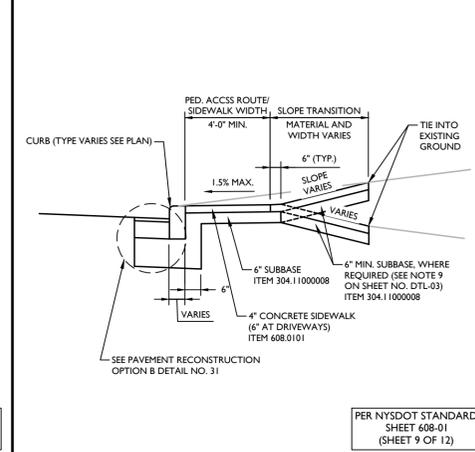 PED. ACCSS ROUTE/
SIDEWALK WIDTH
4'-0" MIN.
SLOPE TRANSITION
MATERIAL AND
WIDTH VARIES
TIE INTO
EXISTING
GROUND
CURB (TYPE VARIES SEE PLAN)
6" (TYP.)
1.5% MAX.
SLOPE
VARIES
VARIES
6" SUBBASE
ITEM 304.11000008
6" MIN. SUBBASE, WHERE
REQUIRED (SEE NOTE 9
ON SHEET NO. DTL-03)
ITEM 304.11000008
6"
VARIES
4" CONCRETE SIDEWALK
(6" AT DRIVEWAYS)
ITEM 608.0101
SEE PAVEMENT RECONSTRUCTION
OPTION B DETAIL NO. 31
PER NYSDOT STANDARD
SHEET 608-01
(SHEET 9 OF 12)